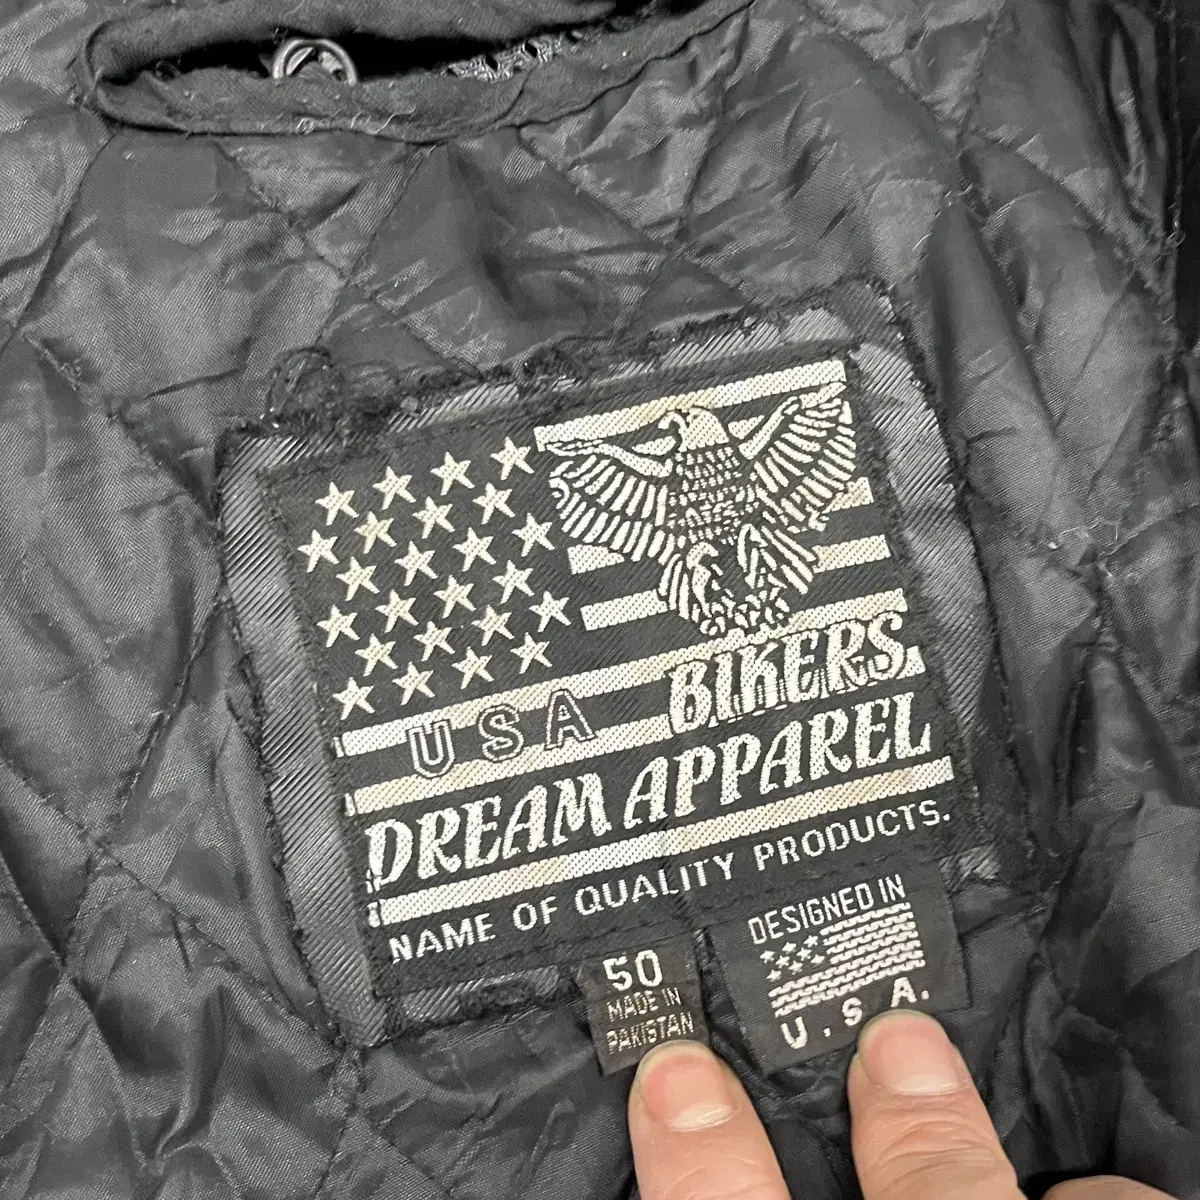 USA BIKERS
DREAM APPAREL
NAME OF QUALITY PRODUCTS.
50
MADE IN
PAKISTAN
DESIGNED IN
U.S A.